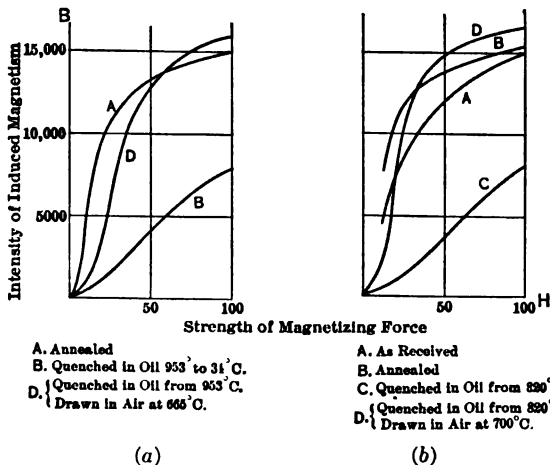 B
15,000
10,000
5000
Intensity of Induced Magnetism
A
D
B
50
100
D
B
A
C
50
100
H
Strength of Magnetizing Force
A. Annealed
B. Quenched in Oil 953° to 31°C.
D. { Quenched in Oil from 953°C.
Drawn in Air at 665°C.
(a)
A. As Received
B. Annealed
C. Quenched in Oil from 820°
D. { Quenched in Oil from 820°
Drawn in Air at 700°C.
(b)